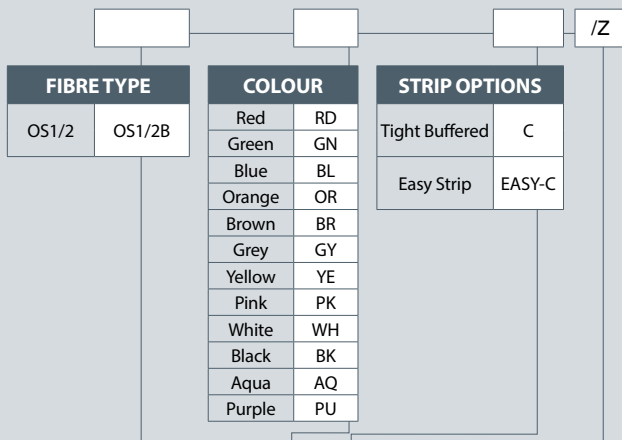 /Z
FIBRE TYPE
OS1/2 OS1/2B
COLOUR
Red RD
Green GN
Blue BL
Orange OR
Brown BR
Grey GY
Yellow YE
Pink PK
White WH
Black BK
Aqua AQ
Purple PU
STRIP OPTIONS
Tight Buffered C
Easy Strip EASY-C